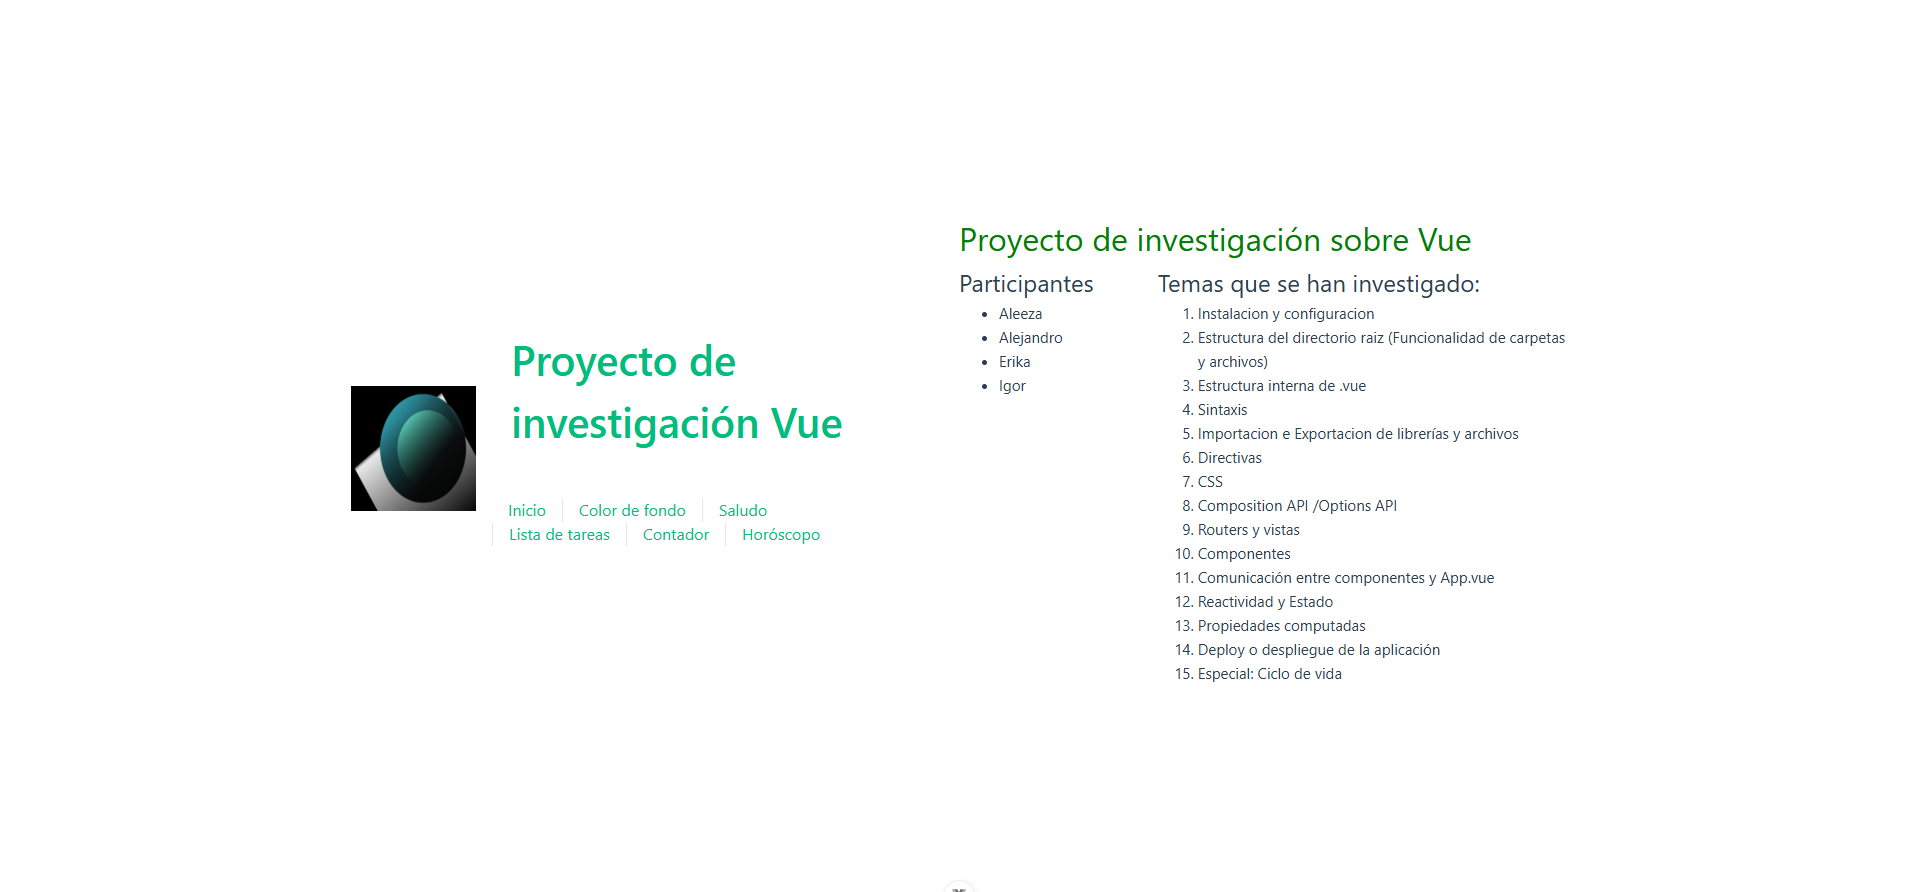 Proyecto de
investigación Vue
Inicio Color de fondo Saludo
Lista de tareas Contador Horóscopo
Proyecto de investigación sobre Vue
Participantes
• Aleeza
• Alejandro
• Erika
• Igor
Temas que se han investigado:
1. Instalacion y configuracion
2. Estructura del directorio raiz (Funcionalidad de carpetas
y archivos)
3. Estructura interna de .vue
4. Sintaxis
5. Importacion e Exportacion de librerías y archivos
6. Directivas
7. CSS
8. Composition API /Options API
9. Routers y vistas
10. Componentes
11. Comunicación entre componentes y App.vue
12. Reactividad y Estado
13. Propiedades computadas
14. Deploy o despliegue de la aplicación
15. Especial: Ciclo de vida